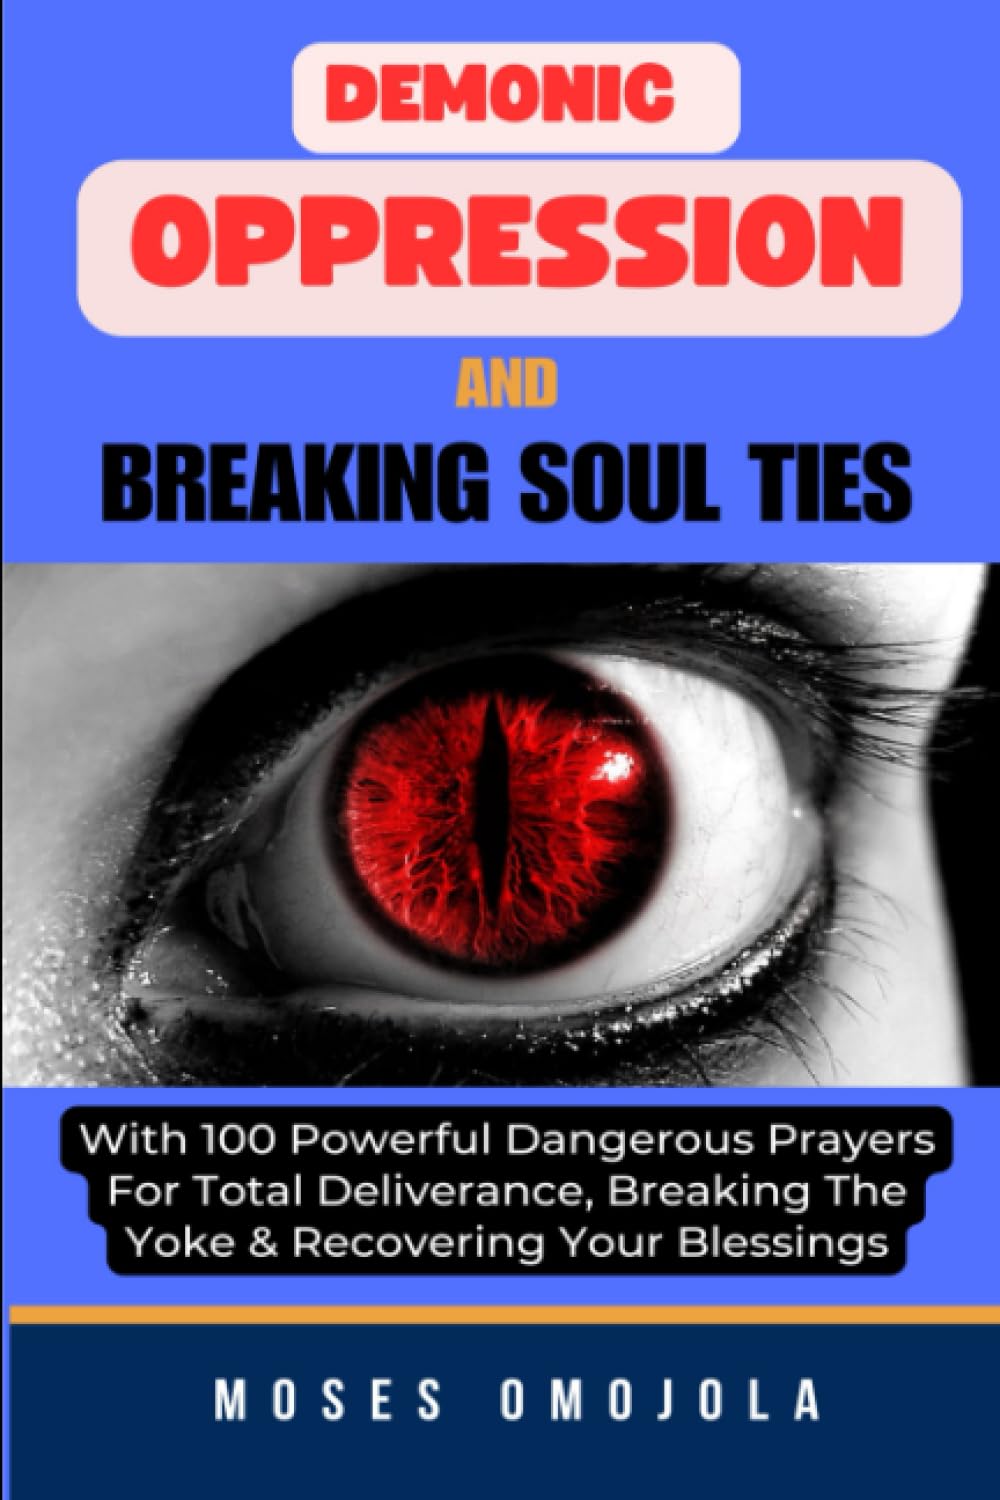 DEMONIC
OPPRESSION
AND
BREAKING SOUL TIES
With 100 Powerful Dangerous Prayers
For Total Deliverance, Breaking The
Yoke & Recovering Your Blessings
MOSES OMOJOLA